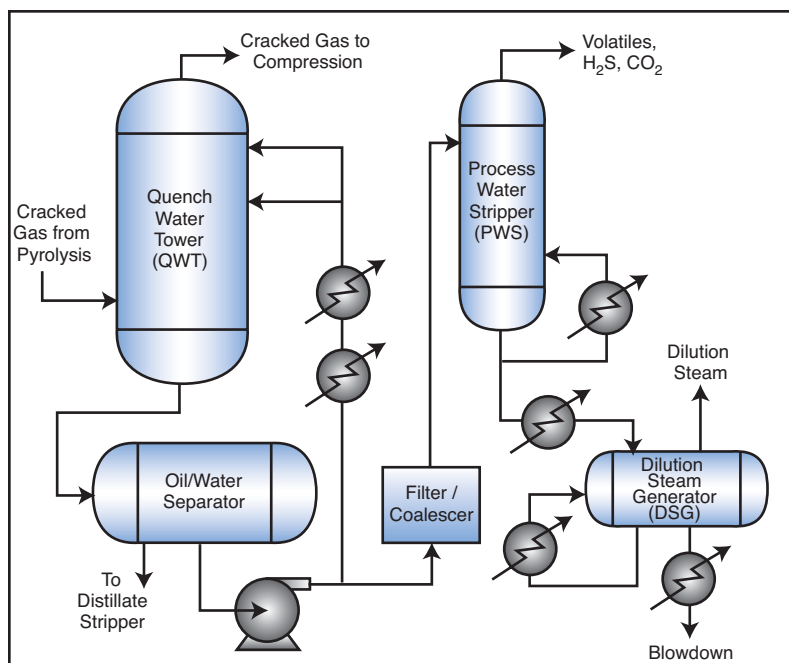 Cracked Gas to
Compression
Volatiles,
H₂S, CO₂
Quench
Water
Tower
(QWT)
Process
Water
Stripper
(PWS)
Cracked
Gas from
Pyrolysis
Dilution
Steam
Oil/Water
Separator
Filter /
Coalescer
Dilution
Steam
Generator
(DSG)
To
Distillate
Stripper
Blowdown